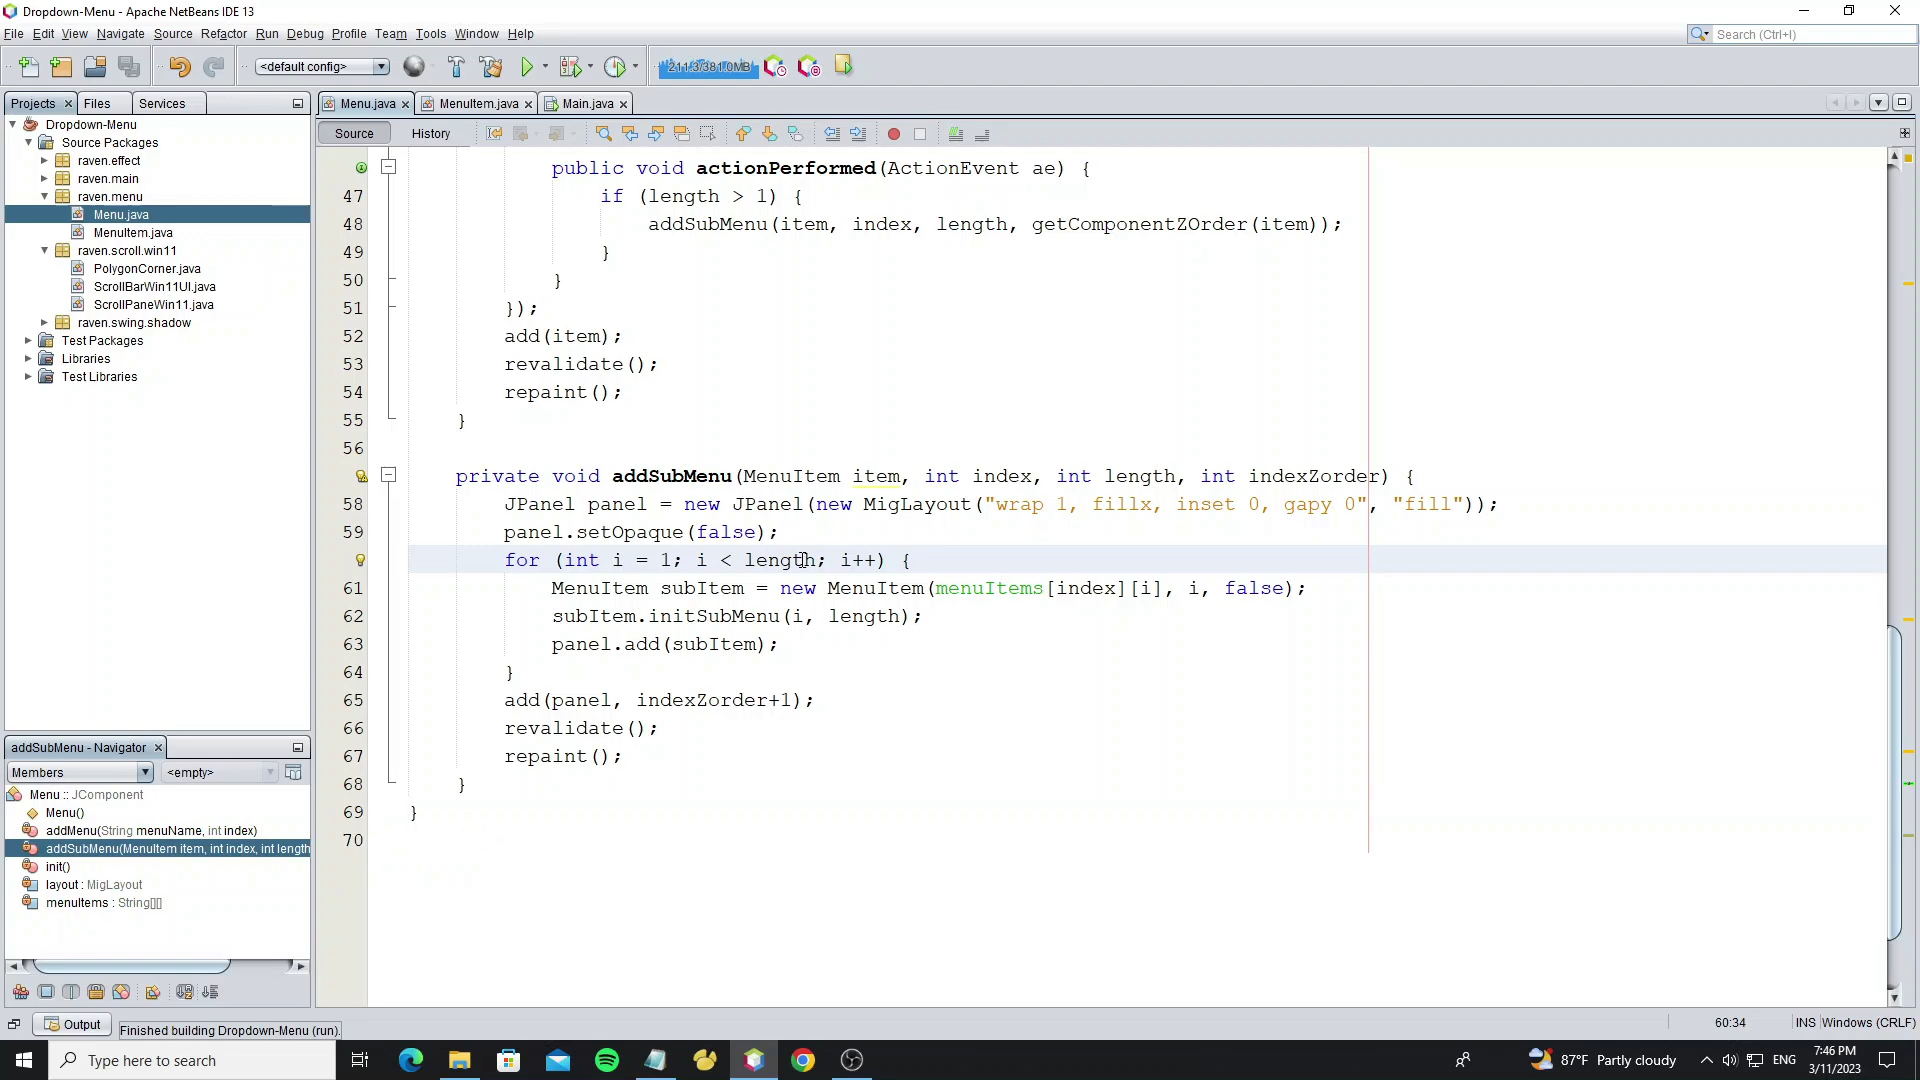 Dropdown-Menu - Apache NetBeans IDE 13
File Edit View Navigate Source Refactor Run Debug Profile Team Tools Window Help
Search (Ctrl+I)
<default config>
211.3/381.0MB
Projects Files Services
Menu.java MenuItem.java Main.java
Source History
Dropdown-Menu
Source Packages
raven.effect
raven.main
raven.menu
Menu.java
MenuItem.java
raven.scroll.win11
PolygonCorner.java
ScrollBarWin11UI.java
ScrollPaneWin11.java
raven.swing.shadow
Test Packages
Libraries
Test Libraries
public void actionPerformed(ActionEvent ae) {
47 if (length > 1) {
48 addSubMenu(item, index, length, getComponentZOrder(item));
49 }
50 }
51 });
52 add(item);
53 revalidate();
54 repaint();
55 }
56
private void addSubMenu(MenuItem item, int index, int length, int indexZorder) {
58 JPanel panel = new JPanel(new MigLayout("wrap 1, fillx, inset 0, gapy 0", "fill"));
59 panel.setOpaque(false);
for (int i = 1; i < length; i++) {
61 MenuItem subItem = new MenuItem(menuItems[index][i], i, false);
62 subItem.initSubMenu(i, length);
63 panel.add(subItem);
64 }
65 add(panel, indexZorder+1);
66 revalidate();
67 repaint();
68 }
69 }
70
addSubMenu - Navigator
Members <empty>
Menu :: JComponent
Menu()
addMenu(String menuName, int index)
addSubMenu(MenuItem item, int index, int length
init()
layout : MigLayout
menuItems : String[][]
Output
Finished building Dropdown-Menu (run).
60:34 INS Windows (CRLF)
Type here to search
87°F Partly cloudy
ENG
7:46 PM
3/11/2023